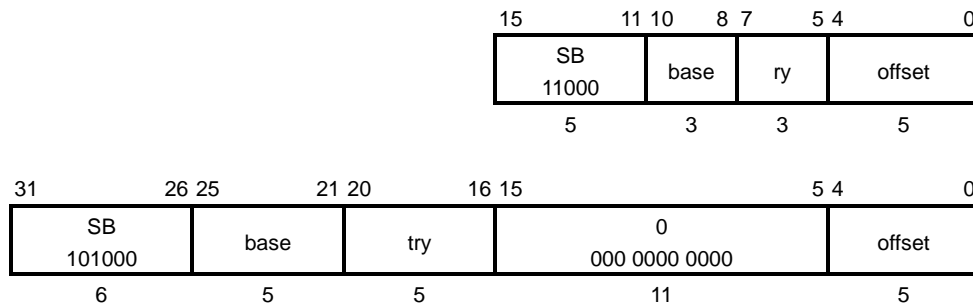 15 11 10 8 7 5 4 0
SB base ry offset
11000
5 3 3 5
31 26 25 21 20 16 15 5 4 0
SB base try 0 offset
101000 000 0000 0000
6 5 5 11 5